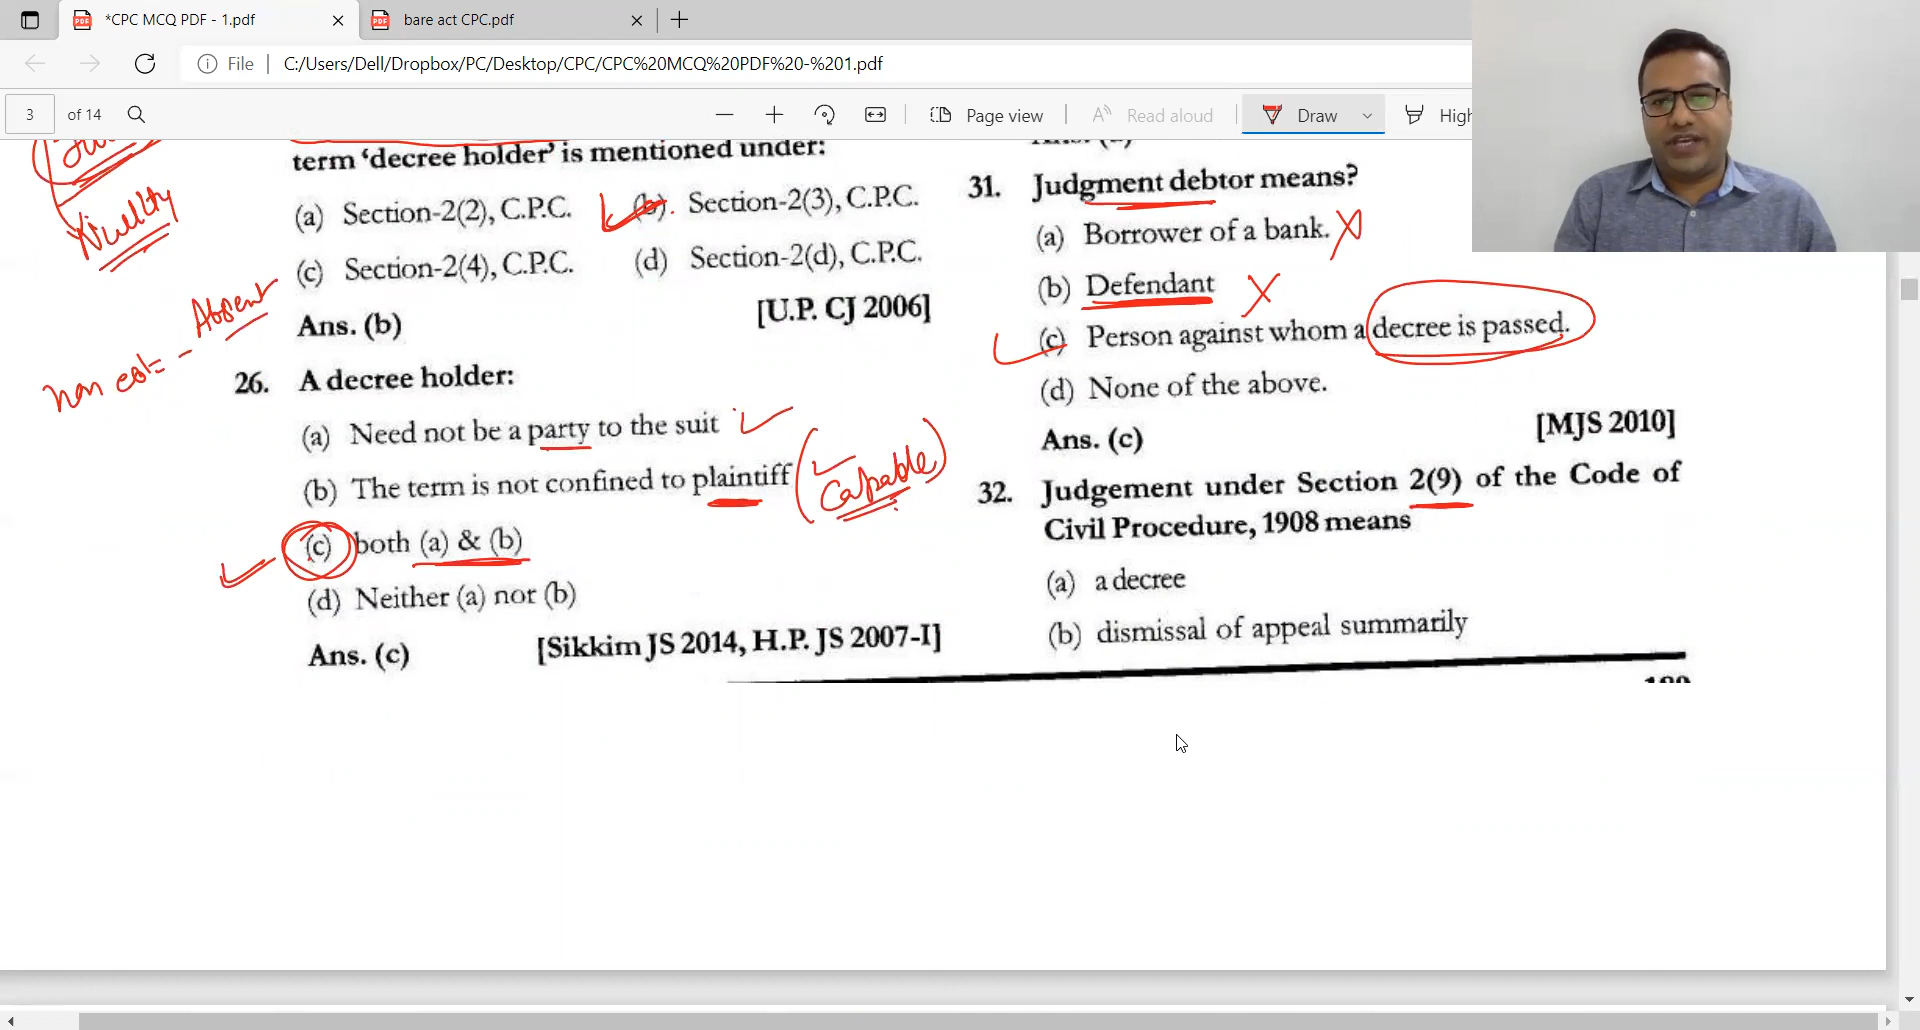 *CPC MCQ PDF - 1.pdf
bare act CPC.pdf
File
C:/Users/Dell/Dropbox/PC/Desktop/CPC/CPC%20MCQ%20PDF%20-%201.pdf
3 of 14
Page view
Read aloud
Draw
High
term ‘decree holder’ is mentioned under:
(a) Section-2(2), C.P.C. (b) Section-2(3), C.P.C.
(c) Section-2(4), C.P.C. (d) Section-2(d), C.P.C.
Ans. (b) [U.P. CJ 2006]
Absent
26. A decree holder:
(a) Need not be a party to the suit
(b) The term is not confined to plaintiff
Capable
(c) both (a) & (b)
(d) Neither (a) nor (b)
Ans. (c) [Sikkim JS 2014, H.P. JS 2007-I]
31. Judgment debtor means?
(a) Borrower of a bank.
(b) Defendant
(c) Person against whom a decree is passed.
(d) None of the above.
Ans. (c) [MJS 2010]
32. Judgement under Section 2(9) of the Code of
Civil Procedure, 1908 means
(a) a decree
(b) dismissal of appeal summarily